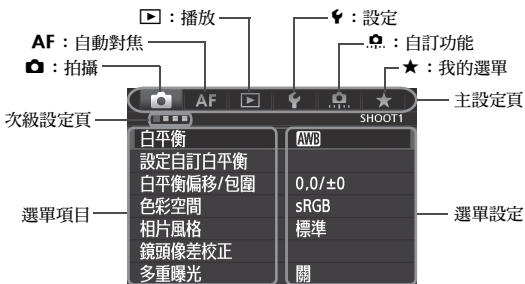 ：播放
：設定
AF：自動對焦
：自訂功能
：拍攝
★：我的選單
AF
主設定頁
次級設定頁
SHOOT1
白平衡
AWB
設定自訂白平衡
白平衡偏移/包圍
0,0/±0
選單項目
色彩空間
sRGB
選單設定
相片風格
標準
鏡頭像差校正
多重曝光
關